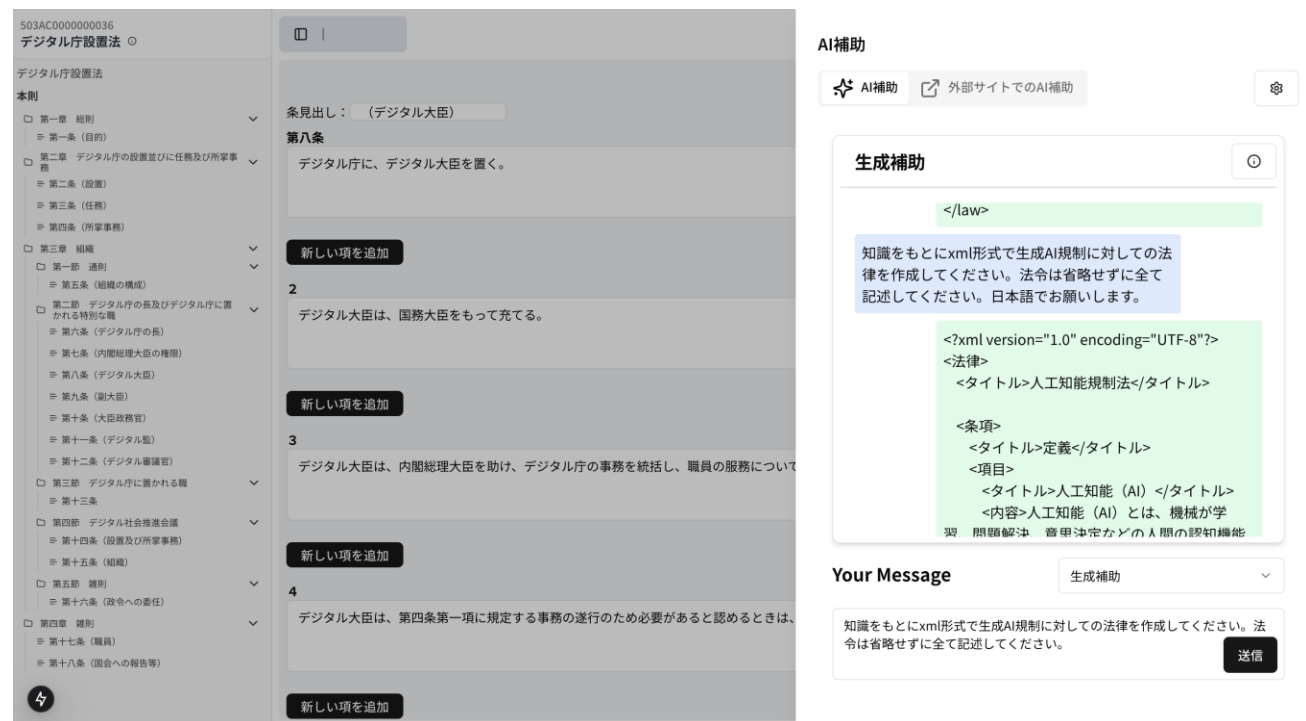 503AC0000000036
デジタル庁設置法
デジタル庁設置法
本則
第一章 総則
第一条（目的）
第二章 デジタル庁の設置並びに任務及び所掌事
務
第二条（設置）
第三条（任務）
第四条（所掌事務）
第三章 組織
第一節 通則
第五条（組織の構成）
第二節 デジタル庁の長及びデジタル庁に置
かれる特別な職
第六条（デジタル庁の長）
第七条（内閣総理大臣の権限）
第八条（デジタル大臣）
第九条（副大臣）
第十条（大臣政務官）
第十一条（デジタル監）
第十二条（デジタル審議官）
第三節 デジタル庁に置かれる職
第十三条
第四節 デジタル社会推進会議
第十四条（設置及び所掌事務）
第十五条（組織）
第五節 雑則
第十六条（政令への委任）
第四章 雑則
第十七条（職員）
第十八条（国会への報告等）
条見出し： （デジタル大臣）
第八条
デジタル庁に、デジタル大臣を置く。
新しい項を追加
2
デジタル大臣は、国務大臣をもって充てる。
新しい項を追加
3
デジタル大臣は、内閣総理大臣を助け、デジタル庁の事務を統括し、職員の服務について
新しい項を追加
4
デジタル大臣は、第四条第一項に規定する事務の遂行のため必要があると認めるときは、
新しい項を追加
AI補助
AI補助 外部サイトでのAI補助
生成補助
</law>
知識をもとにxml形式で生成AI規制に対しての法
律を作成してください。法令は省略せずに全て
記述してください。日本語でお願いします。
<?xml version="1.0" encoding="UTF-8"?>
<法律>
<タイトル>人工知能規制法</タイトル>
<条項>
<タイトル>定義</タイトル>
<項目>
<タイトル>人工知能（AI）</タイトル>
<内容>人工知能（AI）とは、機械が学
習、問題解決、意思決定などの人間の認知機能
Your Message
生成補助
知識をもとにxml形式で生成AI規制に対しての法律を作成してください。法
令は省略せずに全て記述してください。
送信